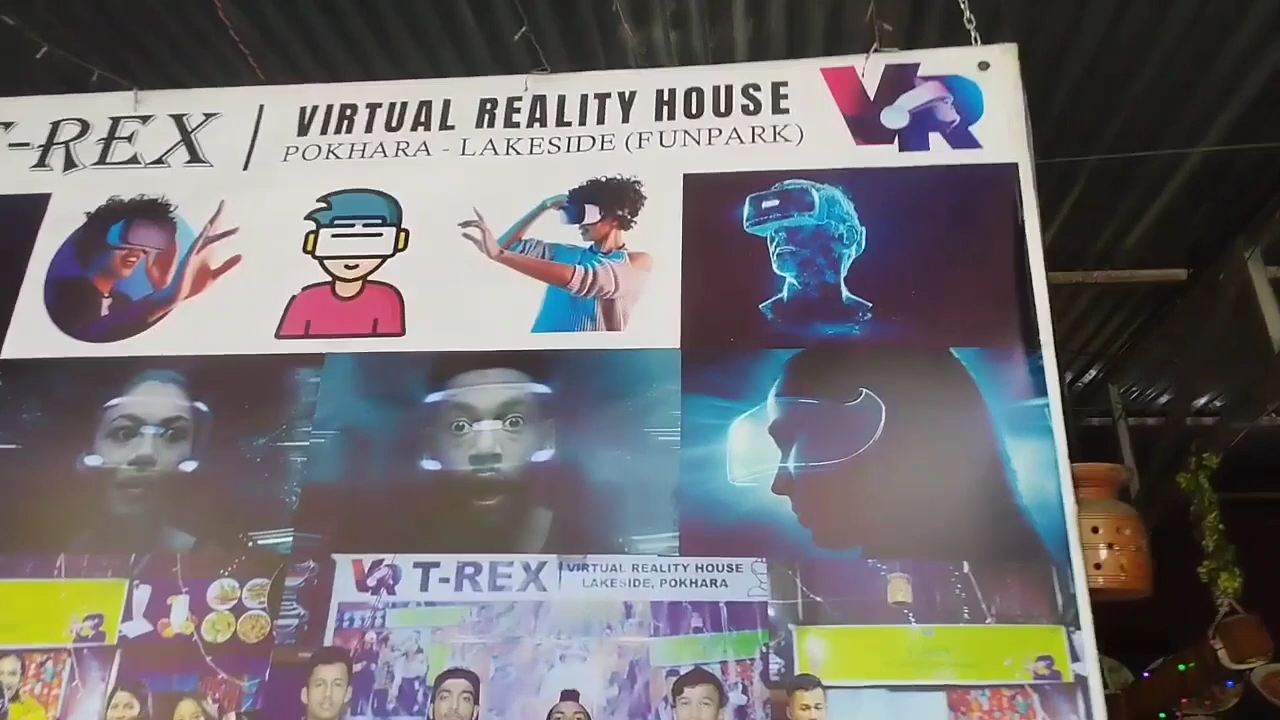 T-REX | VIRTUAL REALITY HOUSE
POKHARA - LAKESIDE (FUNPARK)
VR
VR T-REX | VIRTUAL REALITY HOUSE
LAKESIDE, POKHARA